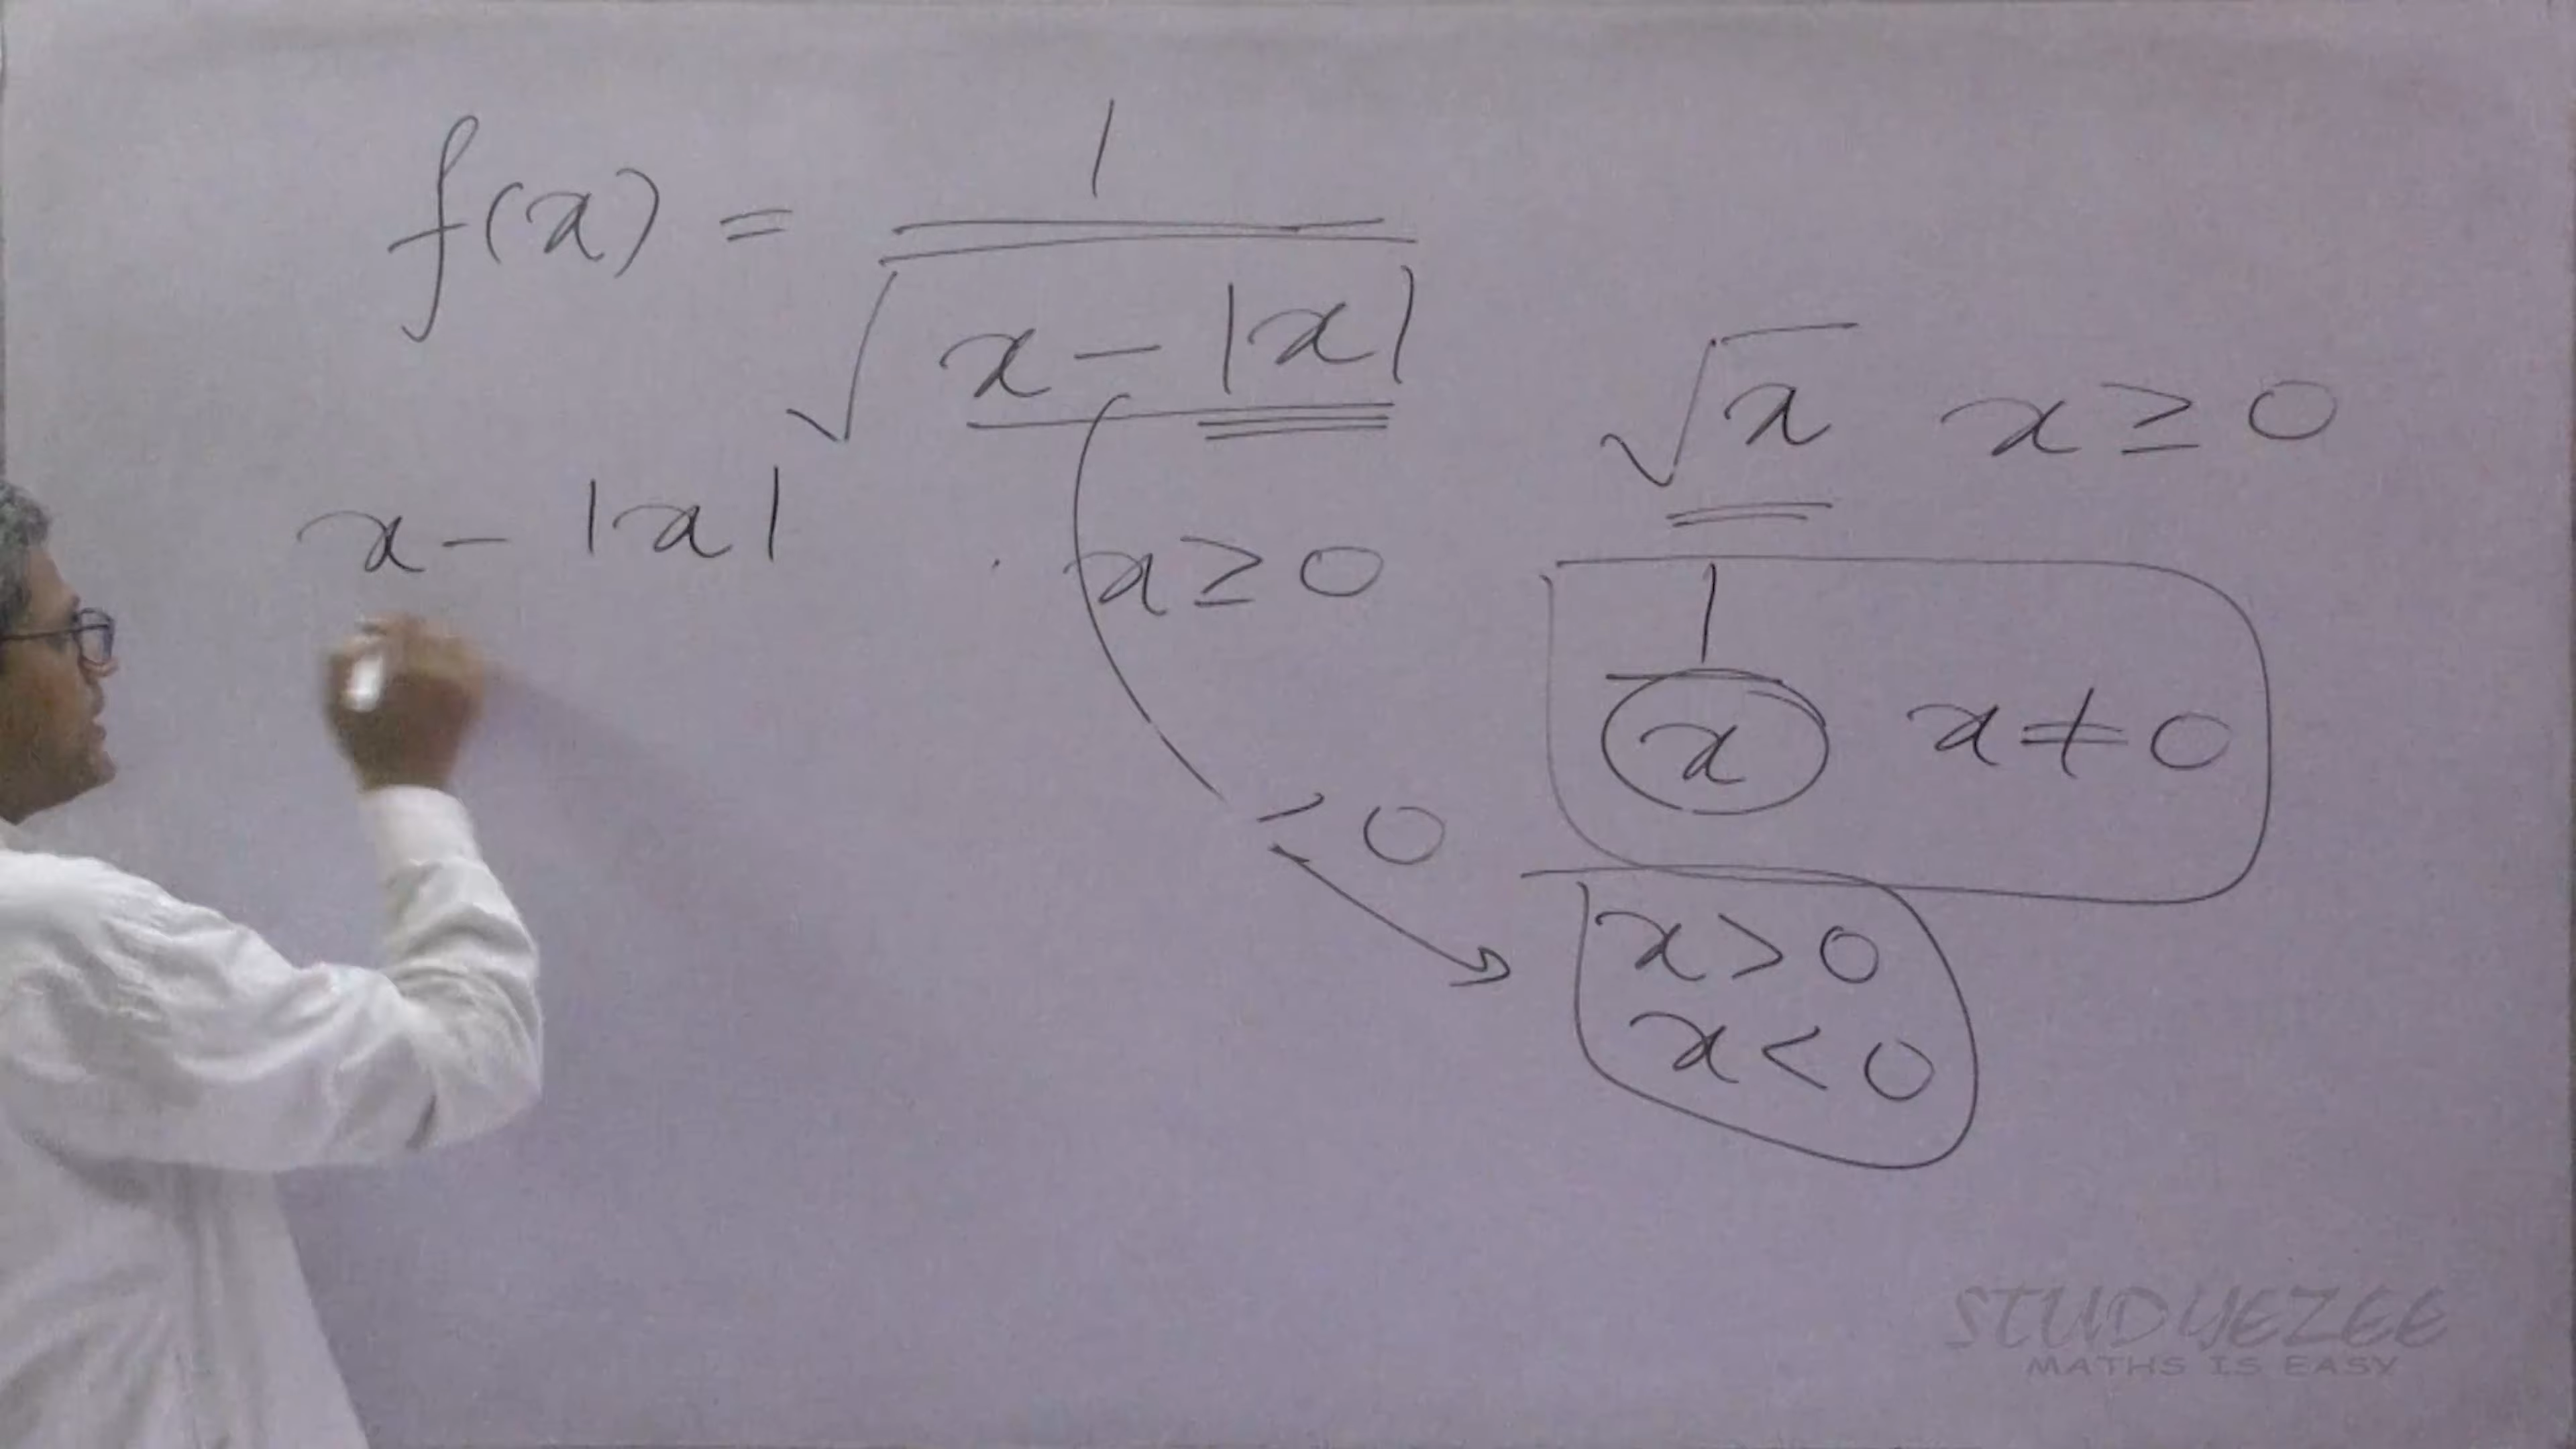 f(x) = 1 / √(x - |x|)
√x x ≥ 0
x - |x| x ≥ 0
1/x x ≠ 0
0
x > 0
x < 0
STUDYEZEE
MATHS IS EASY